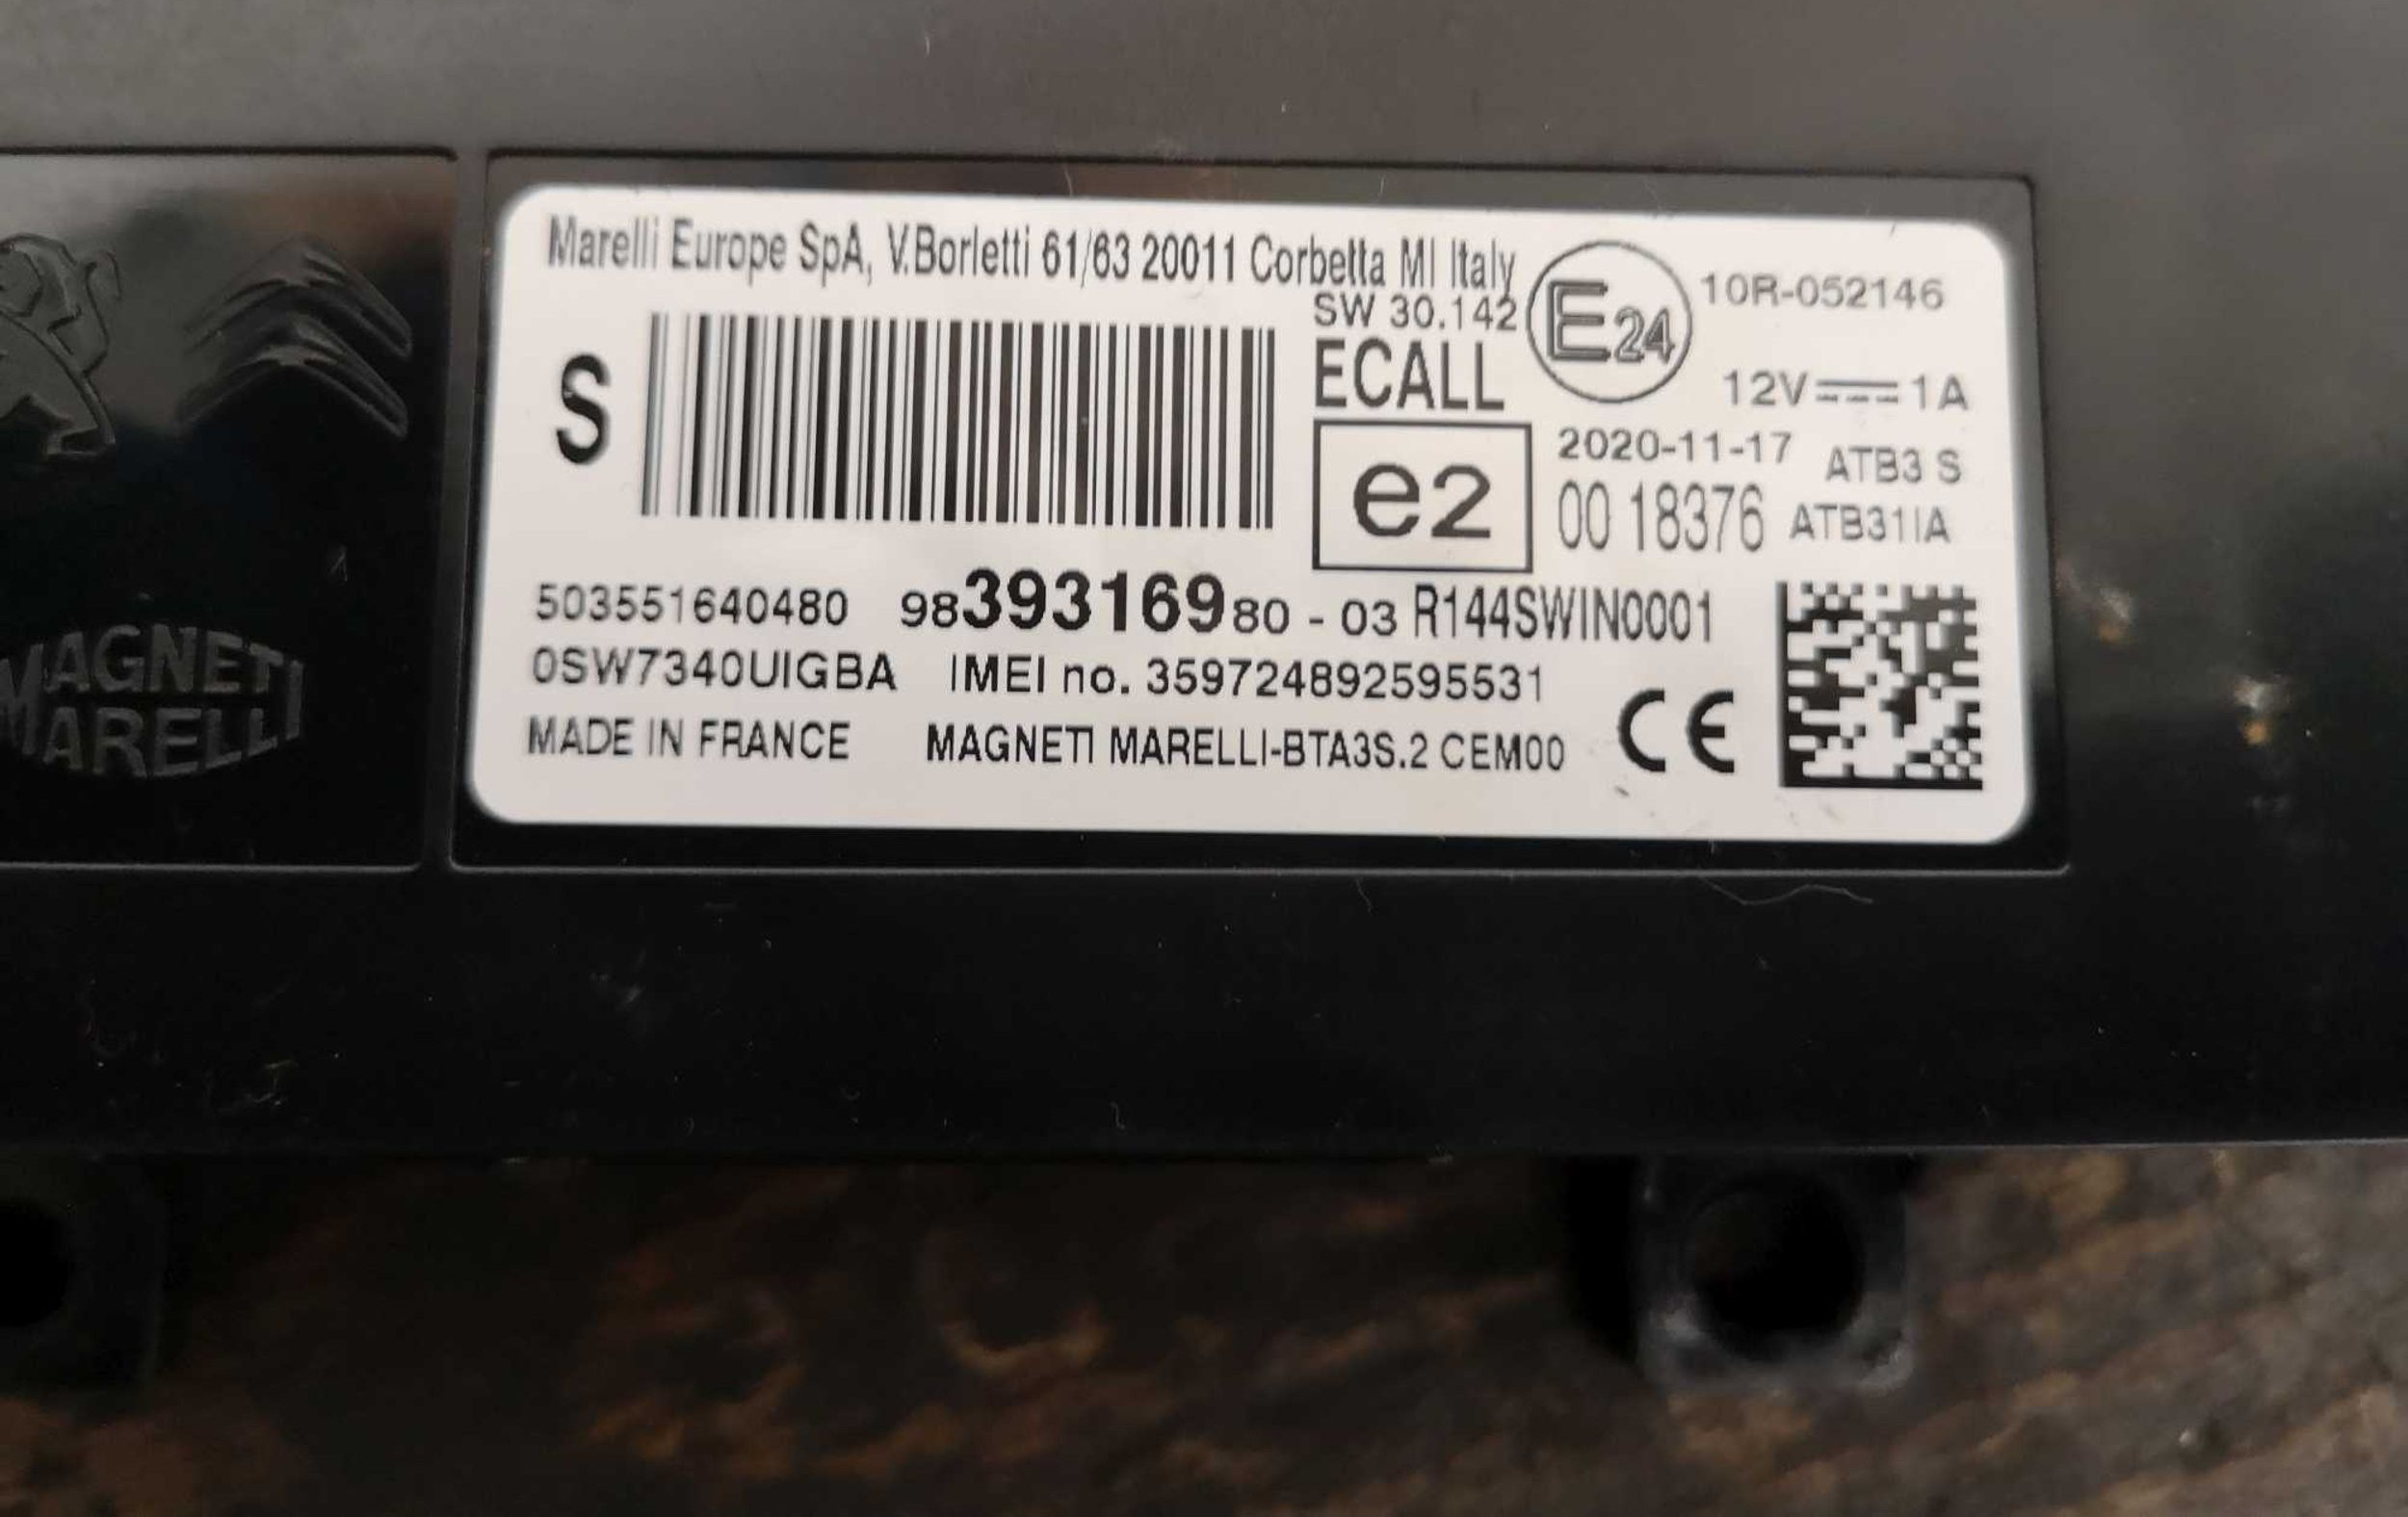 Marelli Europe SpA, V.Borletti 61/63 20011 Corbetta MI Italy
SW 30.142
ECALL
E24
10R-052146
12V 1A
S
e2
2020-11-17 ATB3 S
00 18376 ATB31IA
503551640480 9839316980 - 03 R144SWIN0001
0SW7340UIGBA IMEI no. 359724892595531
MADE IN FRANCE MAGNETI MARELLI-BTA3S.2 CEM00
CE
MAGNETI
MARELLI